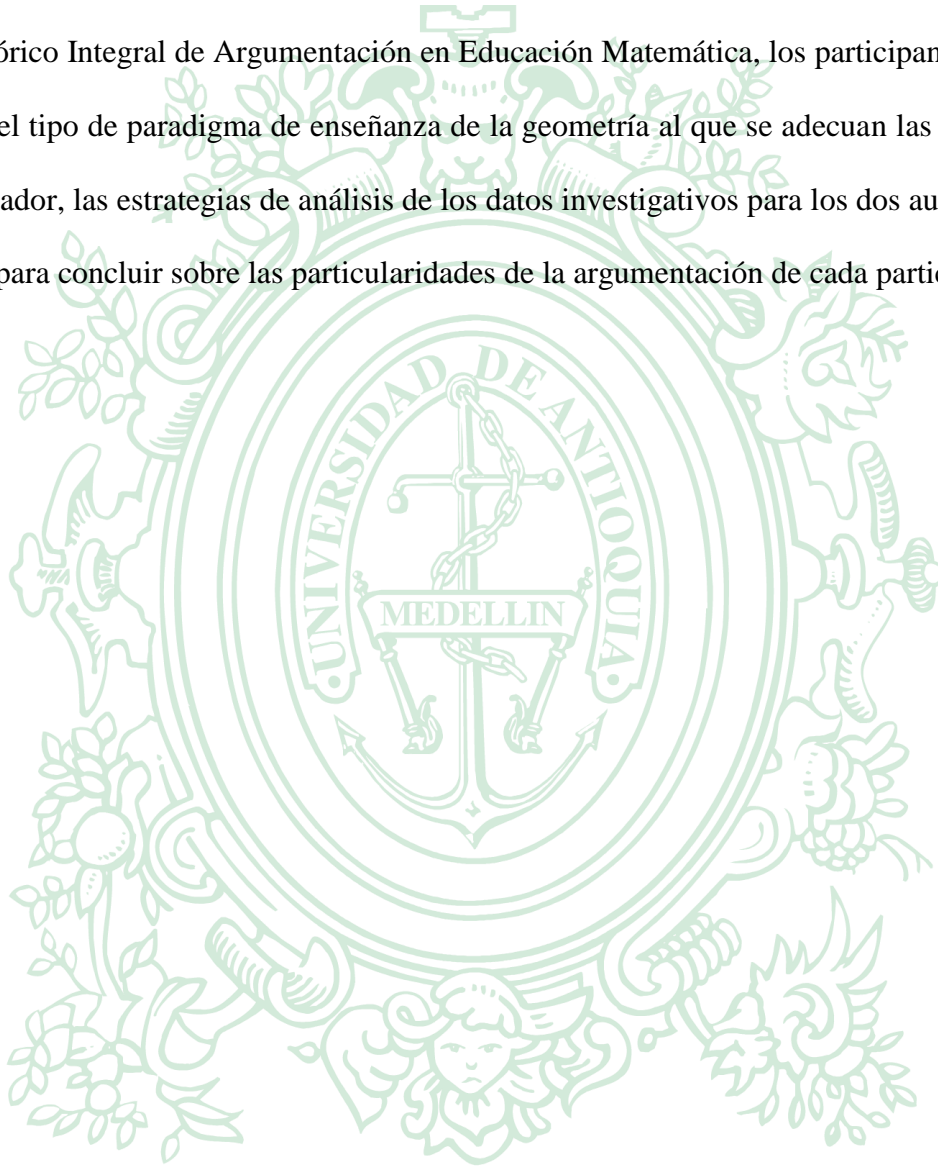 órico Integral de Argumentación en Educación Matemática, los participan
el tipo de paradigma de enseñanza de la geometría al que se adecuan las
ador, las estrategias de análisis de los datos investigativos para los dos au
para concluir sobre las particularidades de la argumentación de cada partic
UNIVERSIDAD DE ANTIOQUIA
MEDELLIN